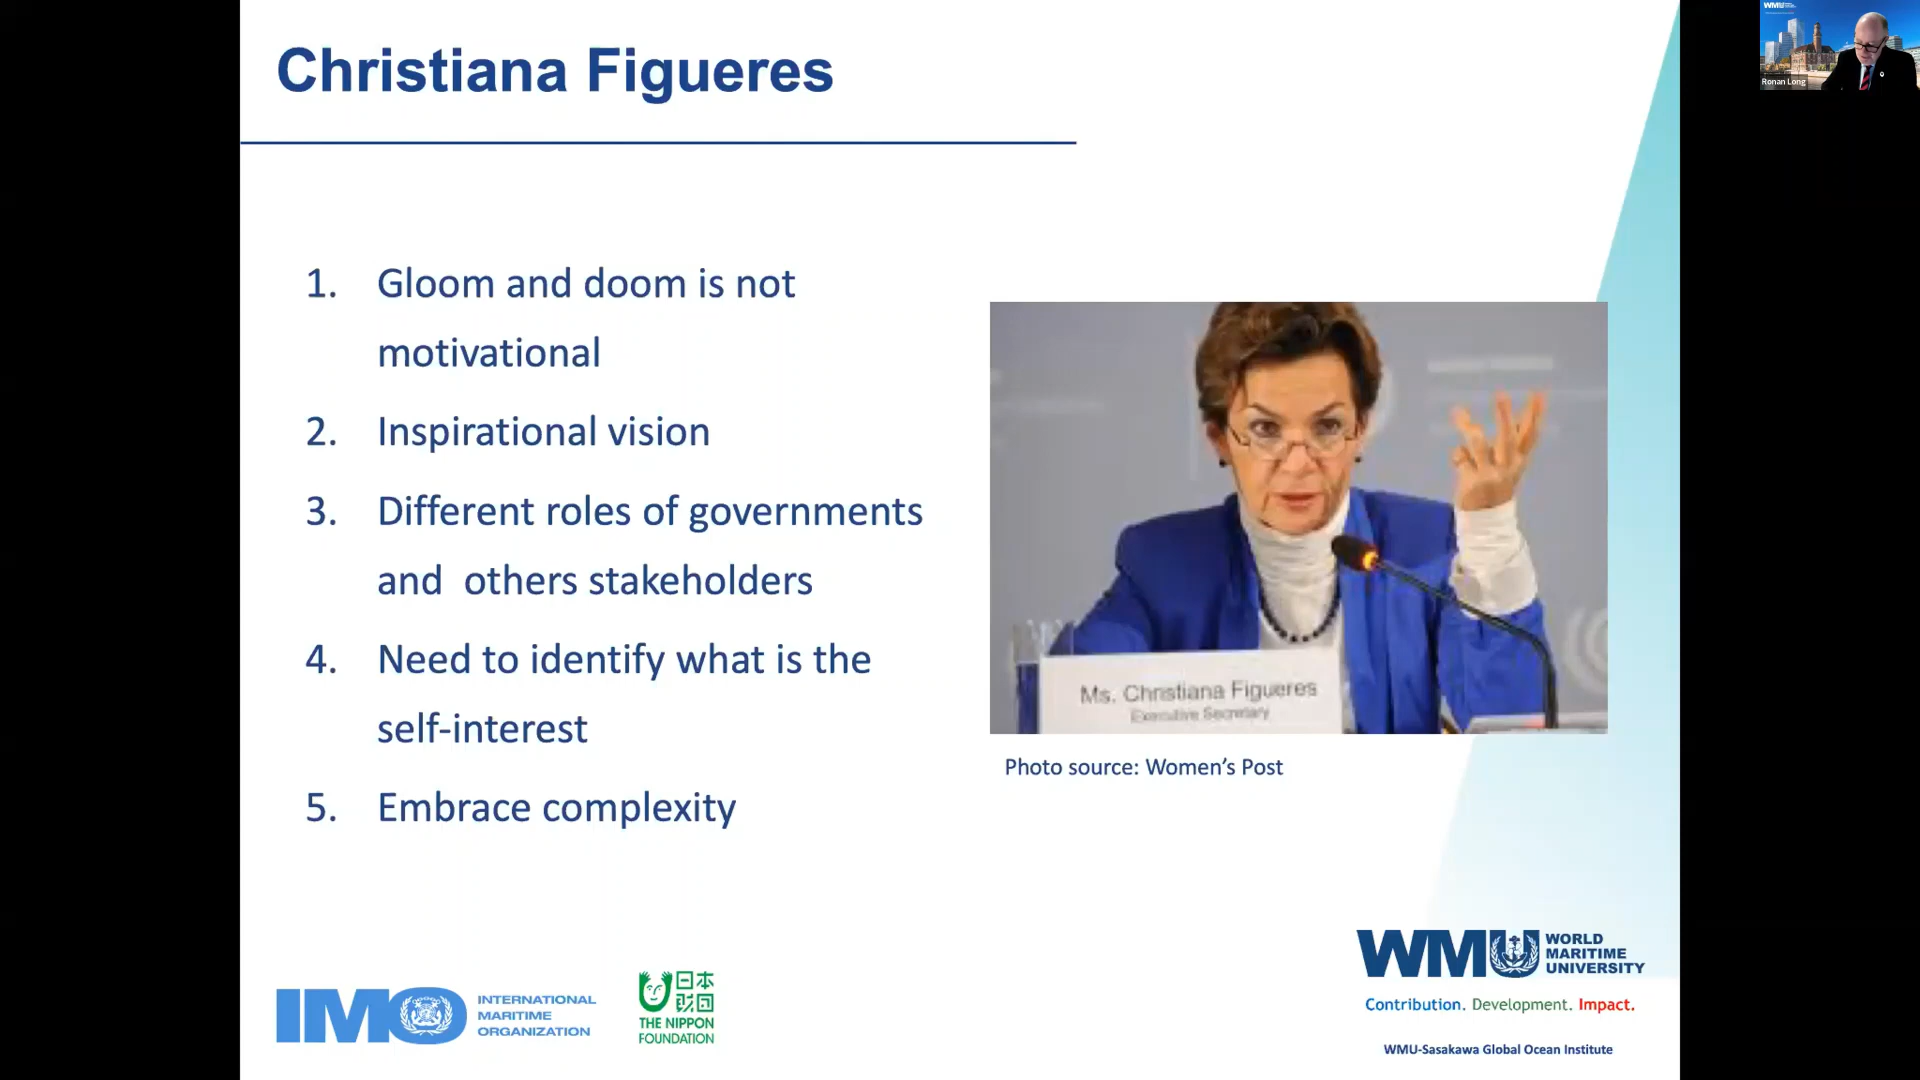 Christiana Figueres
1. Gloom and doom is not
motivational
2. Inspirational vision
3. Different roles of governments
and  others stakeholders
4. Need to identify what is the
self-interest
5. Embrace complexity
Ms. Christiana Figueres
Executive Secretary
Photo source: Women’s Post
IMO
INTERNATIONAL
MARITIME
ORGANIZATION
日本
財団
THE NIPPON
FOUNDATION
WMU
WORLD
MARITIME
UNIVERSITY
Contribution. Development. Impact.
WMU-Sasakawa Global Ocean Institute
WMU
Ronan Long